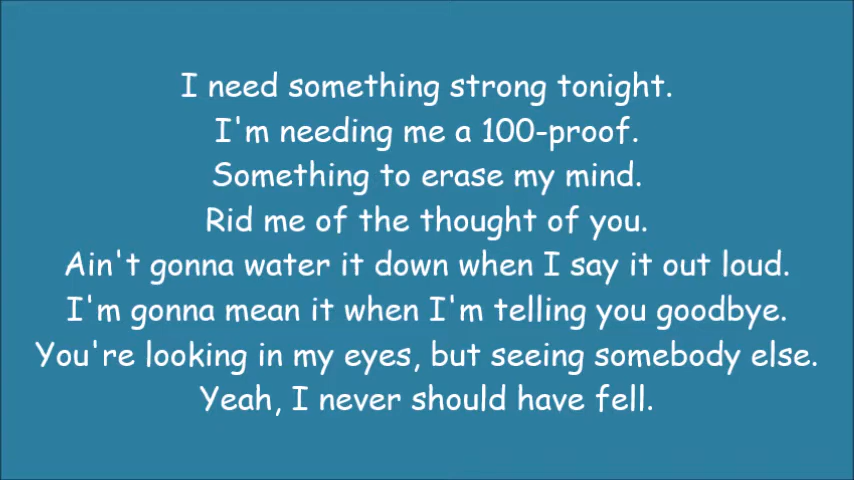 I need something strong tonight.
I'm needing me a 100-proof.
Something to erase my mind.
Rid me of the thought of you.
Ain't gonna water it down when I say it out loud.
I'm gonna mean it when I'm telling you goodbye.
You're looking in my eyes, but seeing somebody else.
Yeah, I never should have fell.